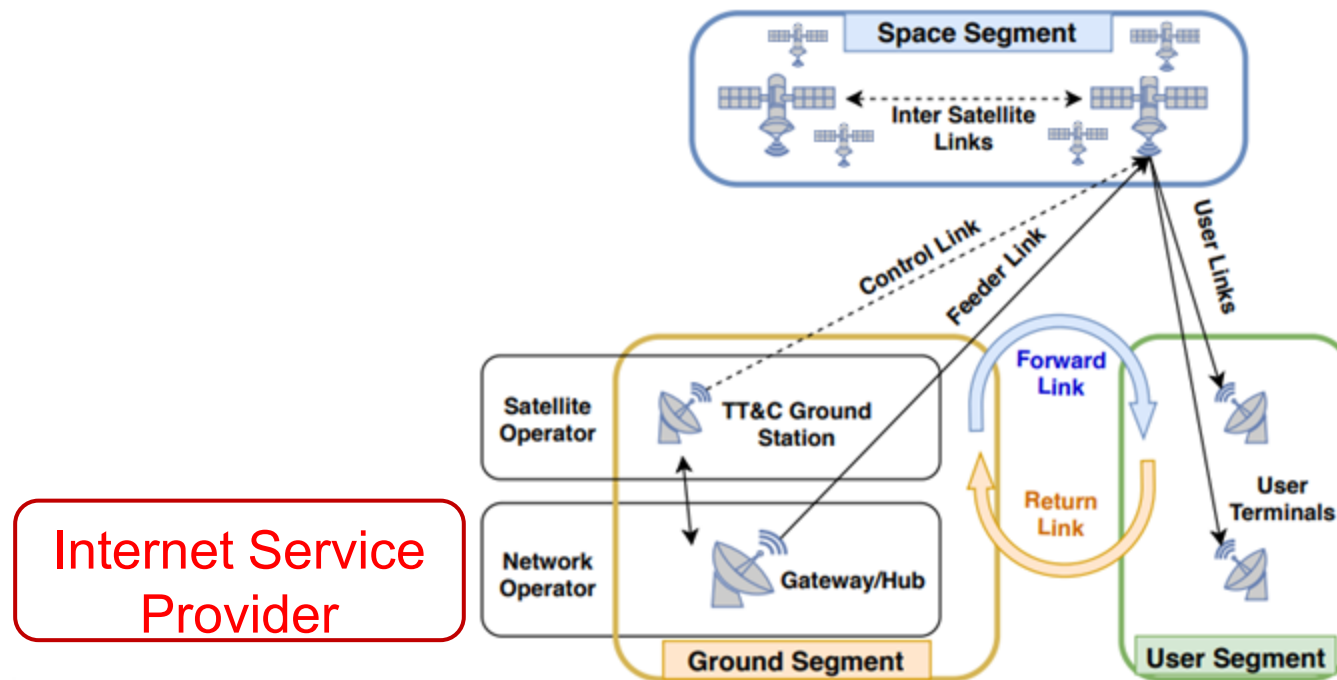 Space Segment
Inter Satellite
Links
Control Link
Feeder Link
User Links
Satellite
Operator
TT&C Ground
Station
Forward
Link
Internet Service
Provider
Network
Operator
Gateway/Hub
Return
Link
User
Terminals
Ground Segment
User Segment